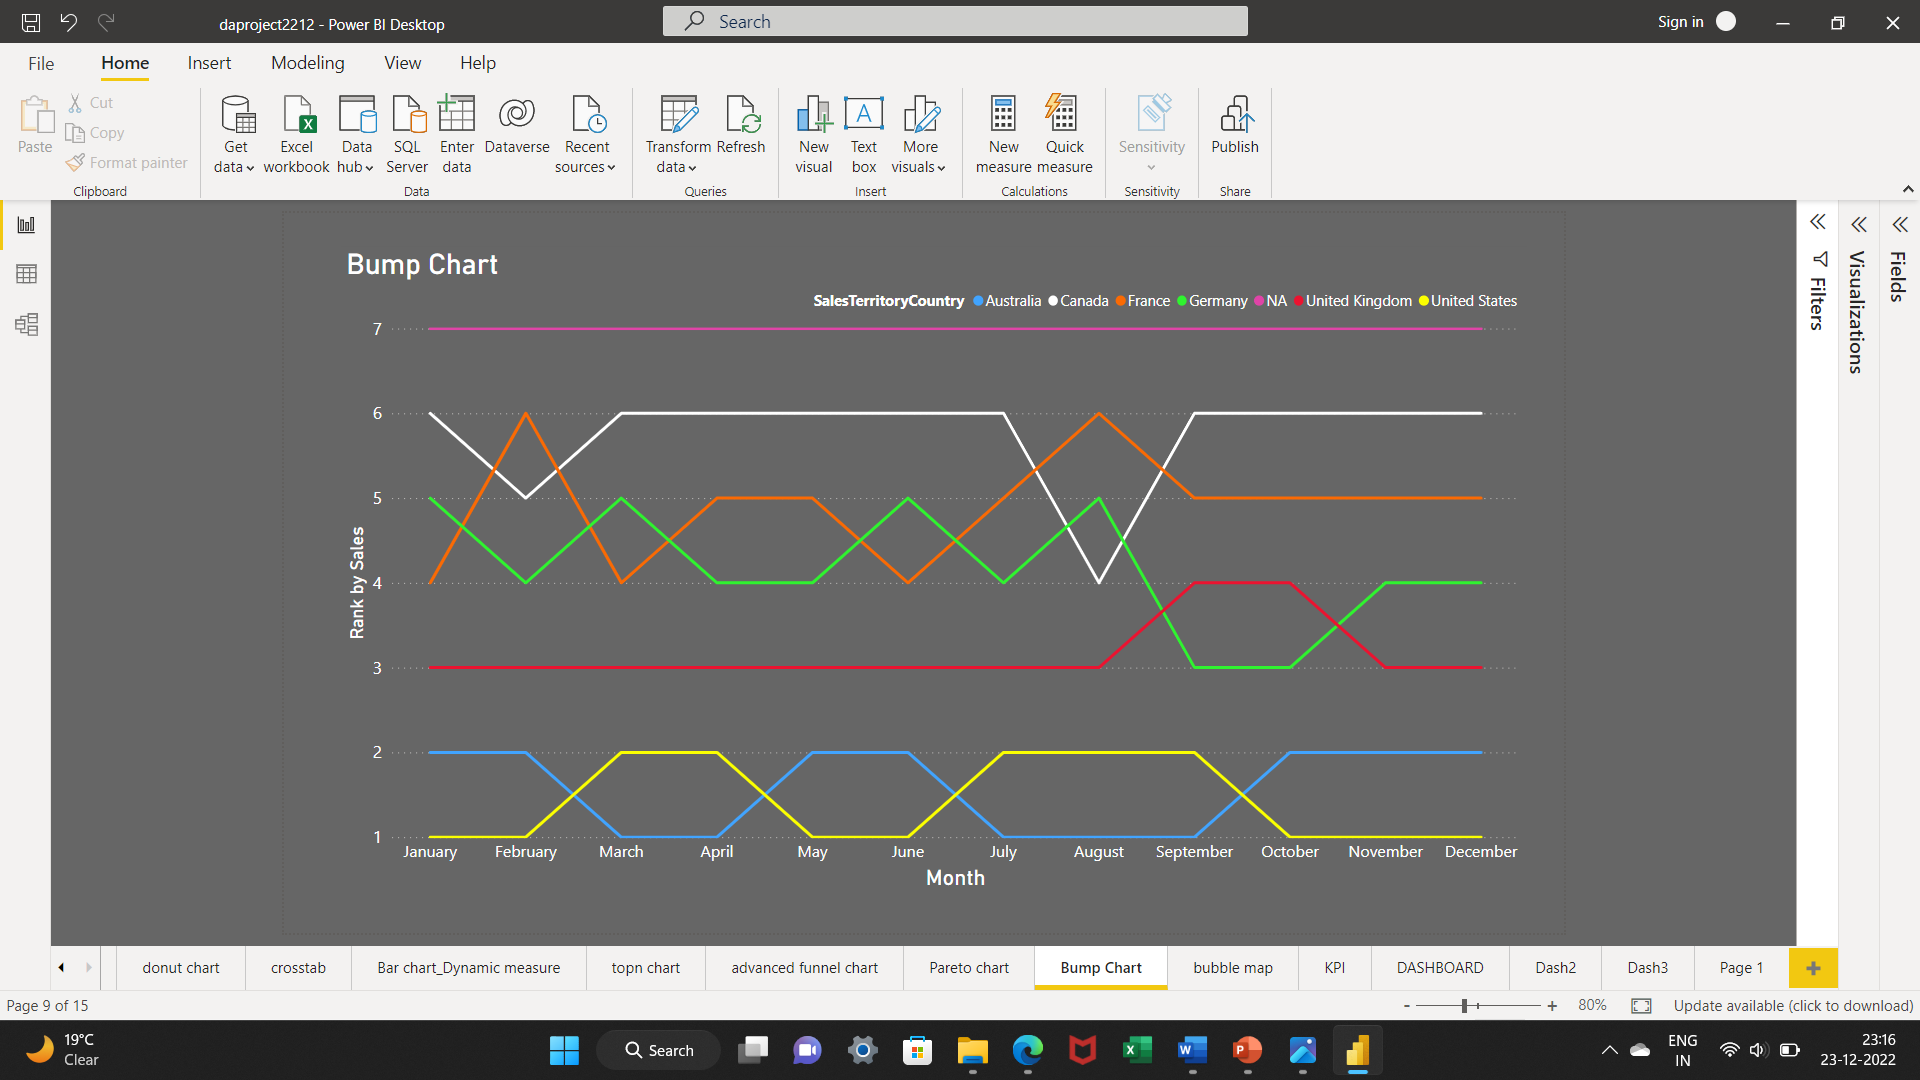 daproject2212 - Power BI Desktop
Search
Sign in
File Home Insert Modeling View Help
Paste
Cut
Copy
Format painter
Clipboard
Get data
Excel workbook
Data hub
SQL Server
Enter data
Dataverse
Recent sources
Data
Transform data
Refresh
Queries
New visual
Text box
More visuals
Insert
New measure
Quick measure
Calculations
Sensitivity
Sensitivity
Publish
Share
Bump Chart
SalesTerritoryCountry Australia Canada France Germany NA United Kingdom United States
7
6
5
4
3
2
1
Rank by Sales
January February March April May June July August September October November December
Month
Filters
Visualizations
Fields
donut chart crosstab Bar chart_Dynamic measure topn chart advanced funnel chart Pareto chart Bump Chart bubble map KPI DASHBOARD Dash2 Dash3 Page 1
Page 9 of 15
- + 80% Update available (click to download)
19°C
Clear
Search
ENG
IN
23:16
23-12-2022